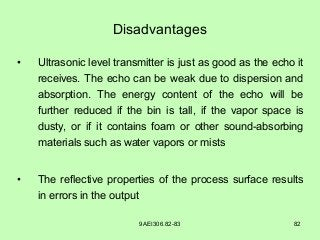 Disadvantages
• Ultrasonic level transmitter is just as good as the echo it
receives. The echo can be weak due to dispersion and
absorption. The energy content of the echo will be
further reduced if the bin is tall, if the vapor space is
dusty, or if it contains foam or other sound-absorbing
materials such as water vapors or mists
• The reflective properties of the process surface results
in errors in the output
9AEI306.82-83
82